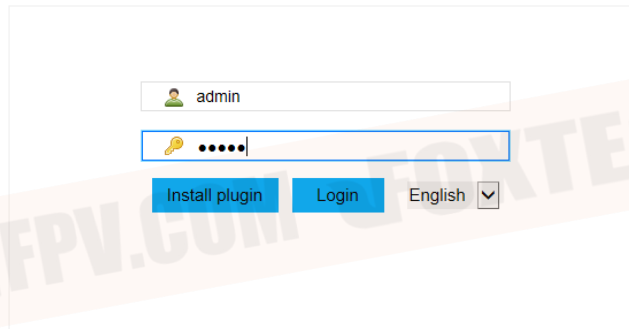 admin
●●●●●
Install plugin Login English
FPV.COM FOXTE